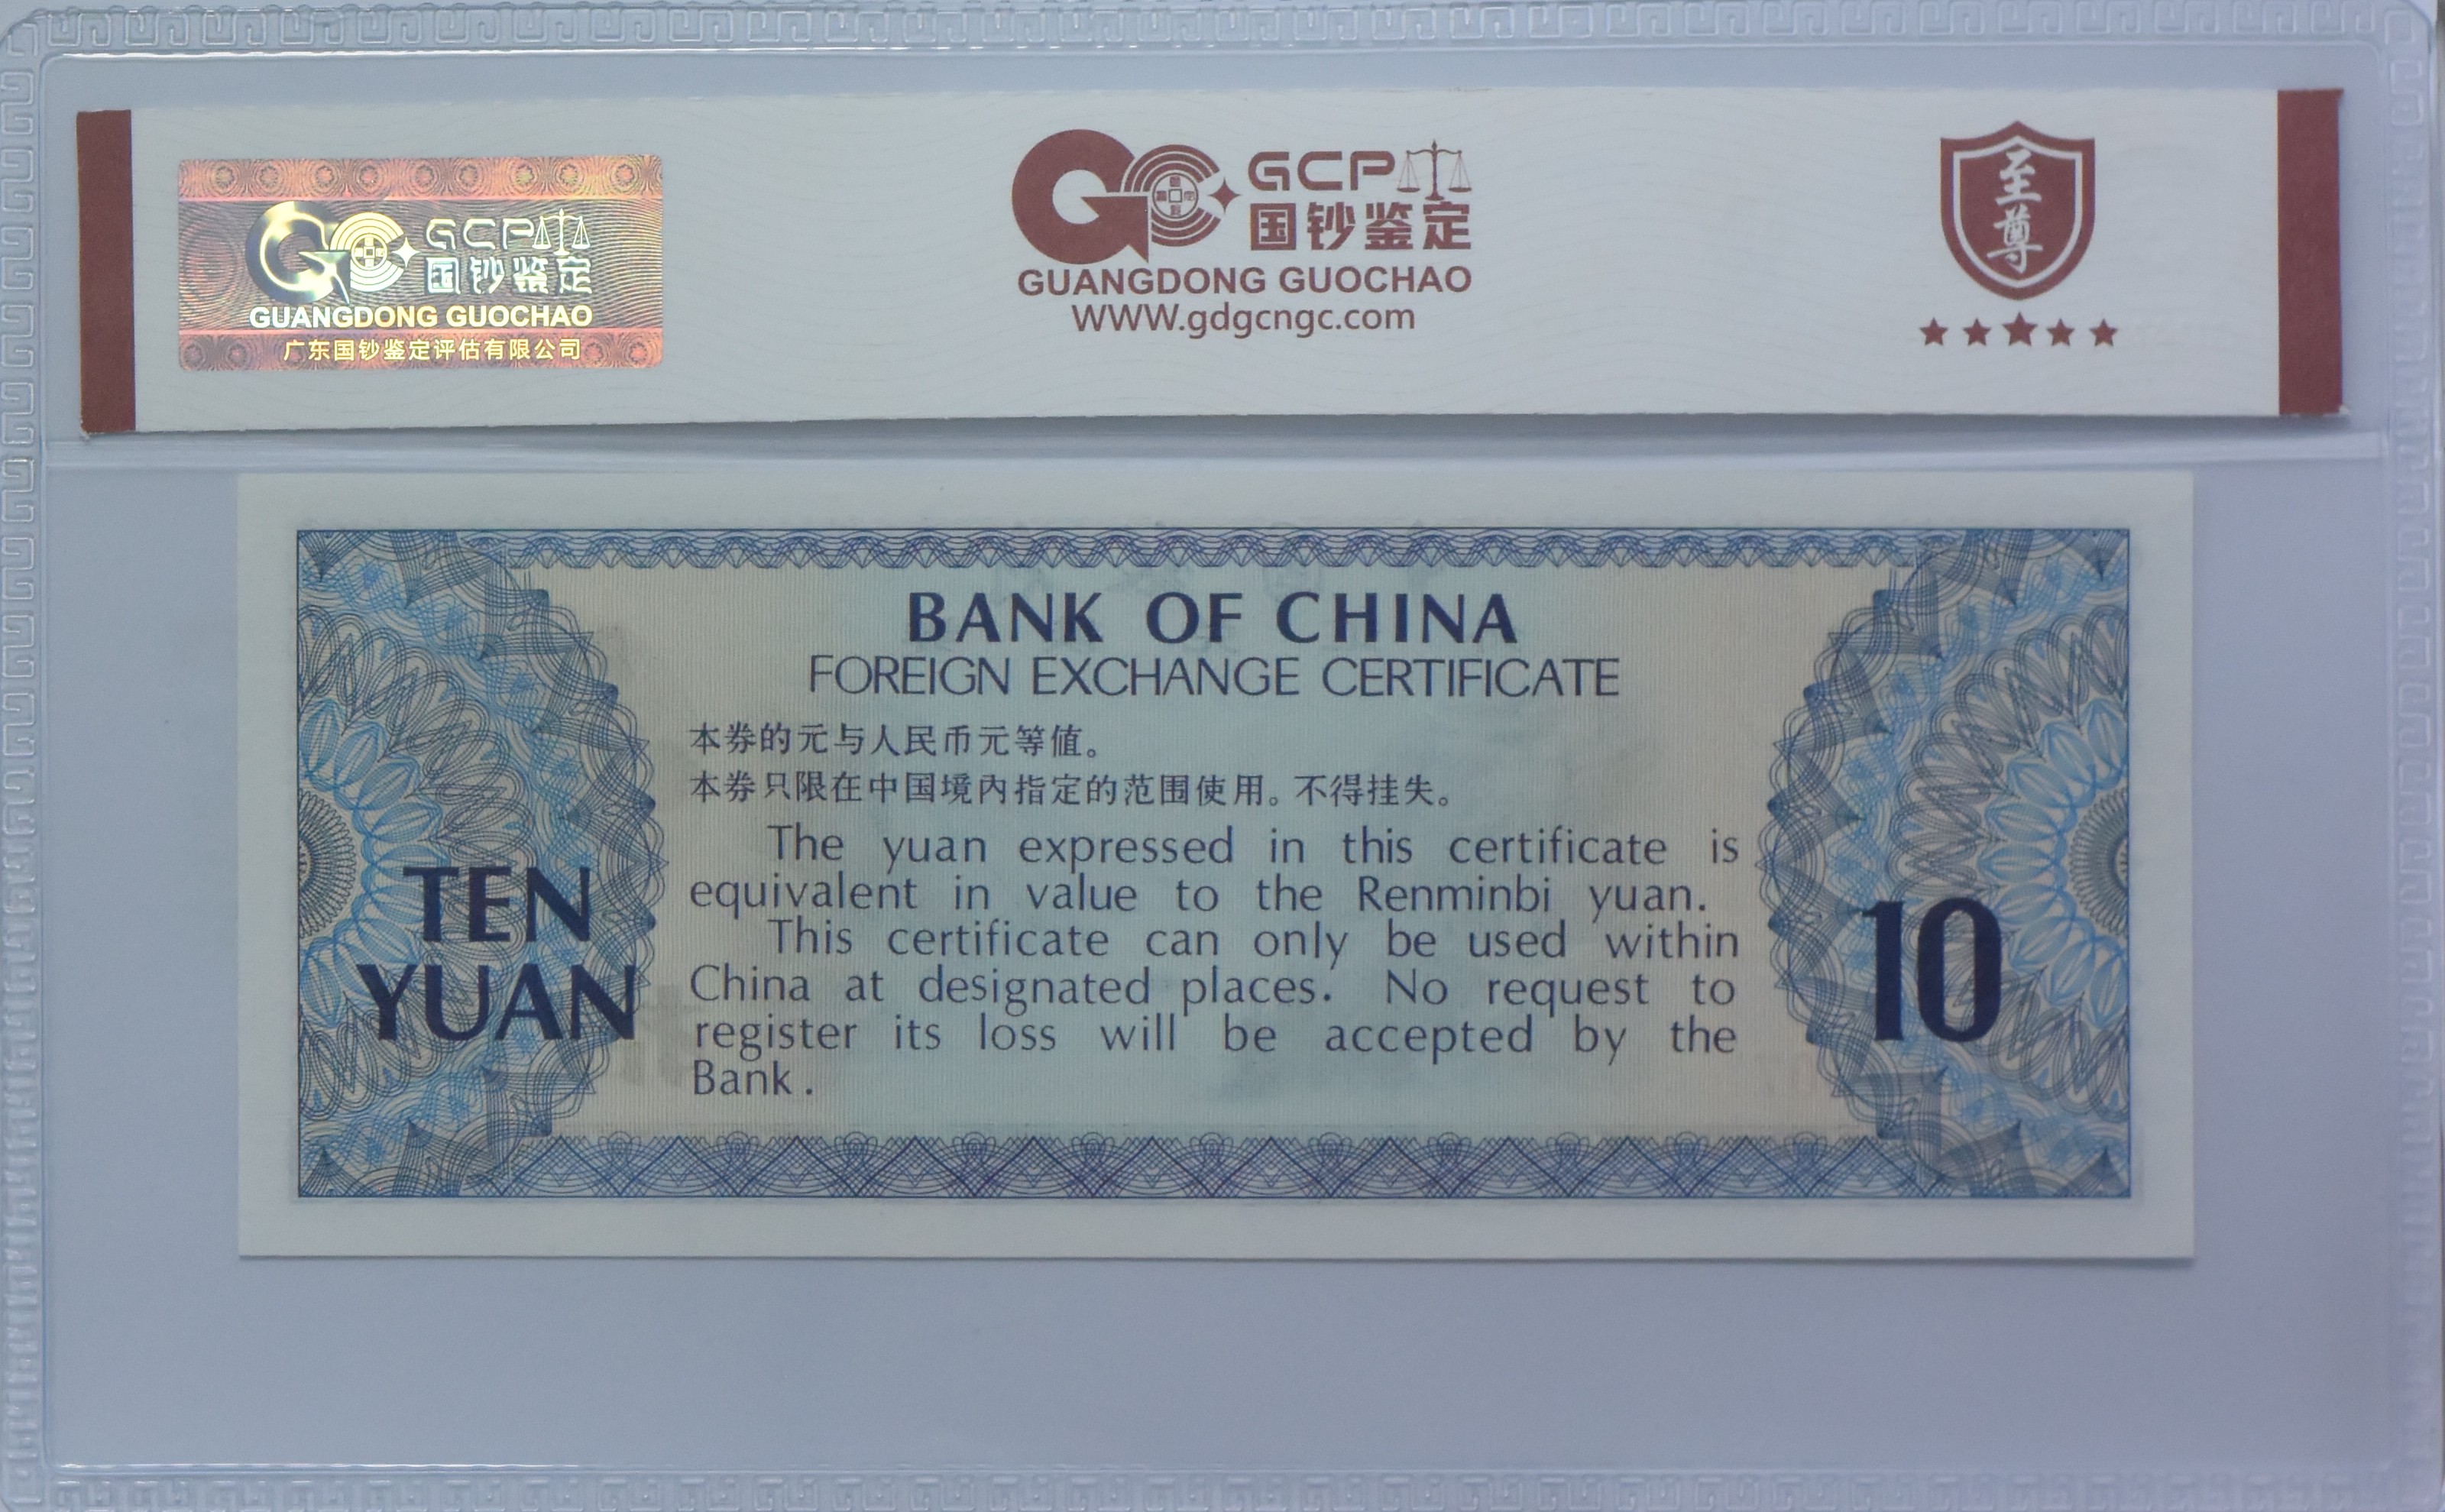 GCP
国钞鉴定
GUANGDONG GUOCHAO
广东国钞鉴定评估有限公司
GCP
国钞鉴定
GUANGDONG GUOCHAO
WWW.gdgcngc.com
至尊
BANK OF CHINA
FOREIGN EXCHANGE CERTIFICATE
本券的元与人民币元等值。
本券只限在中国境内指定的范围使用。不得挂失。
The yuan expressed in this certificate is
equivalent in value to the Renminbi yuan.
This certificate can only be used within
China at designated places. No request to
register its loss will be accepted by the
Bank.
TEN
YUAN
10